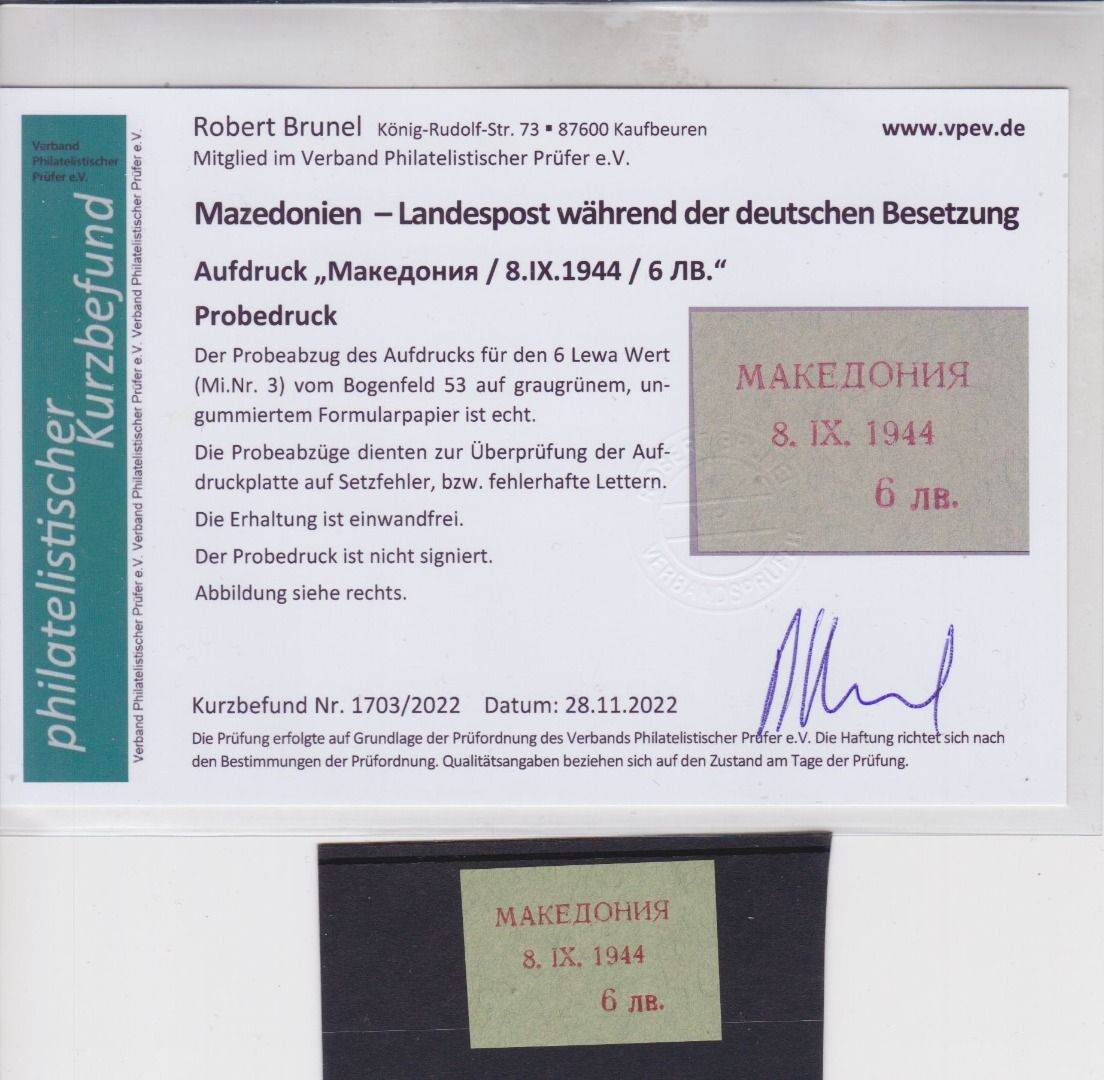 Verband
Philatelistischer
Prüfer e.V.
philatelistischer
Kurzbefund
Verband Philatelistischer Prüfer e.V. Verband Philatelistischer Prüfer e.V. Verband Philatelistischer Prüfer e.V. Verband Philatelistischer Prüfer e.V.
Robert Brunel König-Rudolf-Str. 73 ▪ 87600 Kaufbeuren
www.vpev.de
Mitglied im Verband Philatelistischer Prüfer e.V.
Mazedonien – Landespost während der deutschen Besetzung
Aufdruck „Македония / 8.IX.1944 / 6 ЛВ.“
Probedruck
Der Probeabzug des Aufdrucks für den 6 Lewa Wert
(Mi.Nr. 3) vom Bogenfeld 53 auf graugrünem, un-
gummiertem Formularpapier ist echt.
Die Probeabzüge dienten zur Überprüfung der Auf-
druckplatte auf Setzfehler, bzw. fehlerhafte Lettern.
Die Erhaltung ist einwandfrei.
Der Probedruck ist nicht signiert.
Abbildung siehe rechts.
МАКЕДОНИЯ
8. IX. 1944
6 лв.
VERBANDSPRÜFER
Kurzbefund Nr. 1703/2022 Datum: 28.11.2022
Die Prüfung erfolgte auf Grundlage der Prüfordnung des Verbands Philatelistischer Prüfer e.V. Die Haftung richtet sich nach
den Bestimmungen der Prüfordnung. Qualitätsangaben beziehen sich auf den Zustand am Tage der Prüfung.
МАКЕДОНИЯ
8. IX. 1944
6 лв.